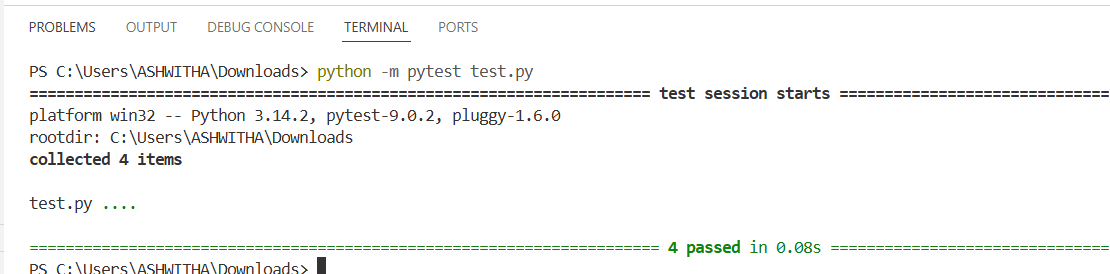 PROBLEMS OUTPUT DEBUG CONSOLE TERMINAL PORTS
PS C:\Users\ASHWITHA\Downloads> python -m pytest test.py
======================================================================= test session starts ==============================
platform win32 -- Python 3.14.2, pytest-9.0.2, pluggy-1.6.0
rootdir: C:\Users\ASHWITHA\Downloads
collected 4 items
test.py ....
======================================================================== 4 passed in 0.08s ===============================
PS C:\Users\ASHWITHA\Downloads>